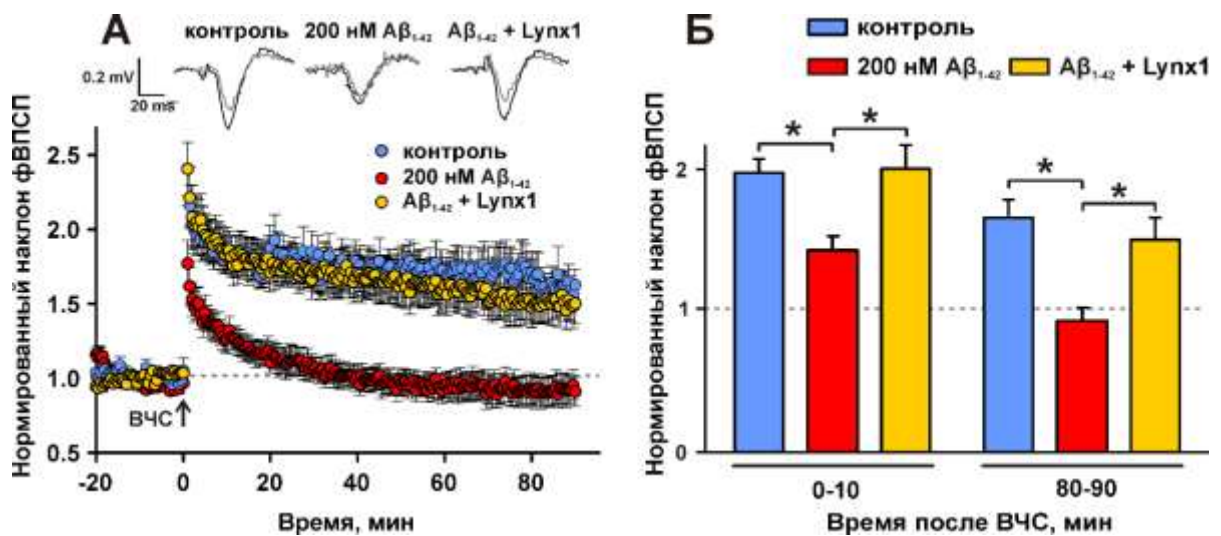 А
контроль 200 нМ Aβ₁₋₄₂ Aβ₁₋₄₂ + Lynx1
0.2 mV
20 ms
Нормированный наклон фВПСП
2.5
2.0
1.5
1.0
0.5
контроль
200 нМ Aβ₁₋₄₂
Aβ₁₋₄₂ + Lynx1
ВЧС
-20 0 20 40 60 80
Время, мин
Б
контроль
200 нМ Aβ₁₋₄₂ Aβ₁₋₄₂ + Lynx1
Нормированный наклон фВПСП
2
1
0
* * * *
0-10 80-90
Время после ВЧС, мин